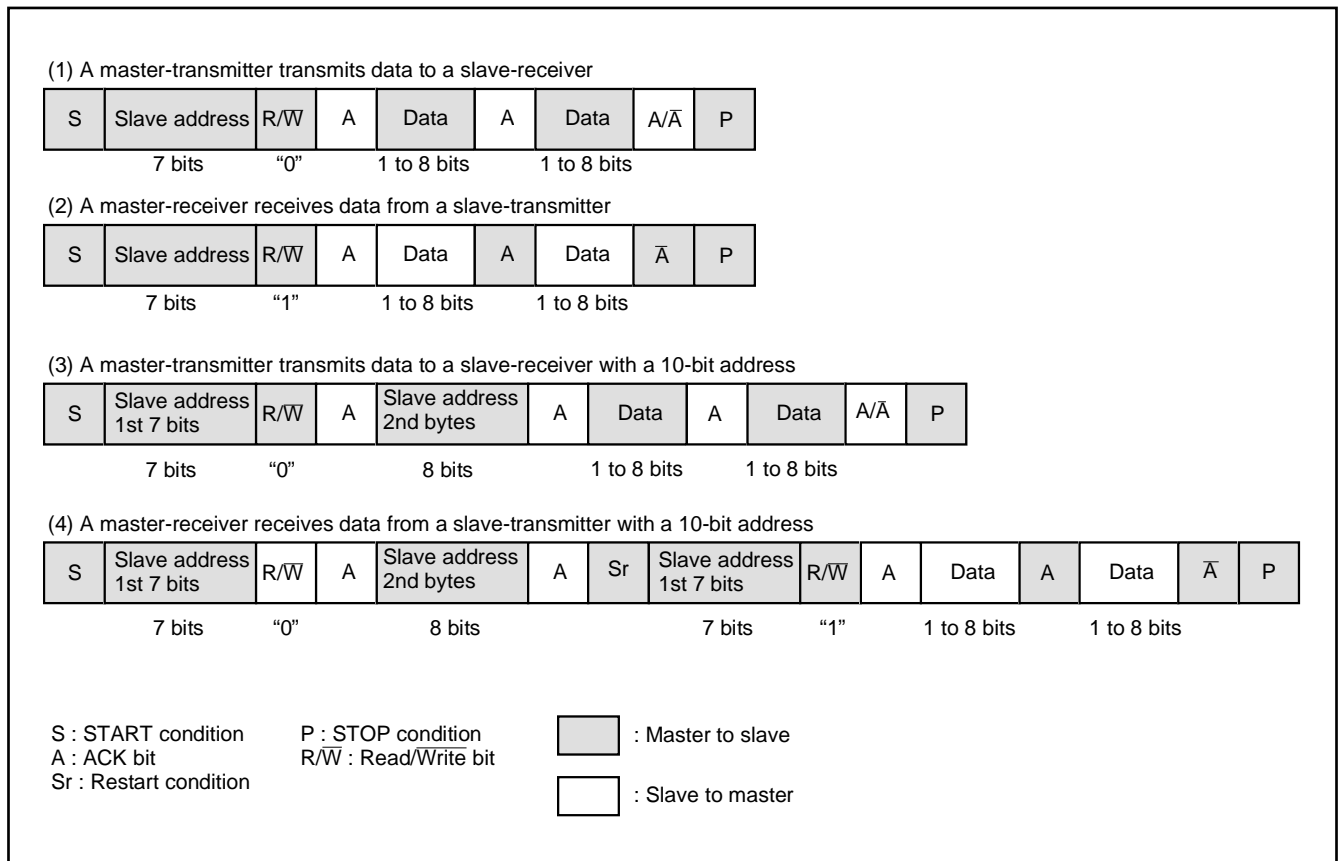 (1) A master-transmitter transmits data to a slave-receiver
S Slave address R/W̅ A Data A Data A/A̅ P
7 bits “0” 1 to 8 bits 1 to 8 bits
(2) A master-receiver receives data from a slave-transmitter
S Slave address R/W̅ A Data A Data A̅ P
7 bits “1” 1 to 8 bits 1 to 8 bits
(3) A master-transmitter transmits data to a slave-receiver with a 10-bit address
S Slave address 1st 7 bits R/W̅ A Slave address 2nd bytes A Data A Data A/A̅ P
7 bits “0” 8 bits 1 to 8 bits 1 to 8 bits
(4) A master-receiver receives data from a slave-transmitter with a 10-bit address
S Slave address 1st 7 bits R/W̅ A Slave address 2nd bytes A Sr Slave address 1st 7 bits R/W̅ A Data A Data A̅ P
7 bits “0” 8 bits 7 bits “1” 1 to 8 bits 1 to 8 bits
S : START condition P : STOP condition : Master to slave
A : ACK bit R/W̅ : Read/W̅r̅i̅t̅e̅ bit
Sr : Restart condition
: Slave to master